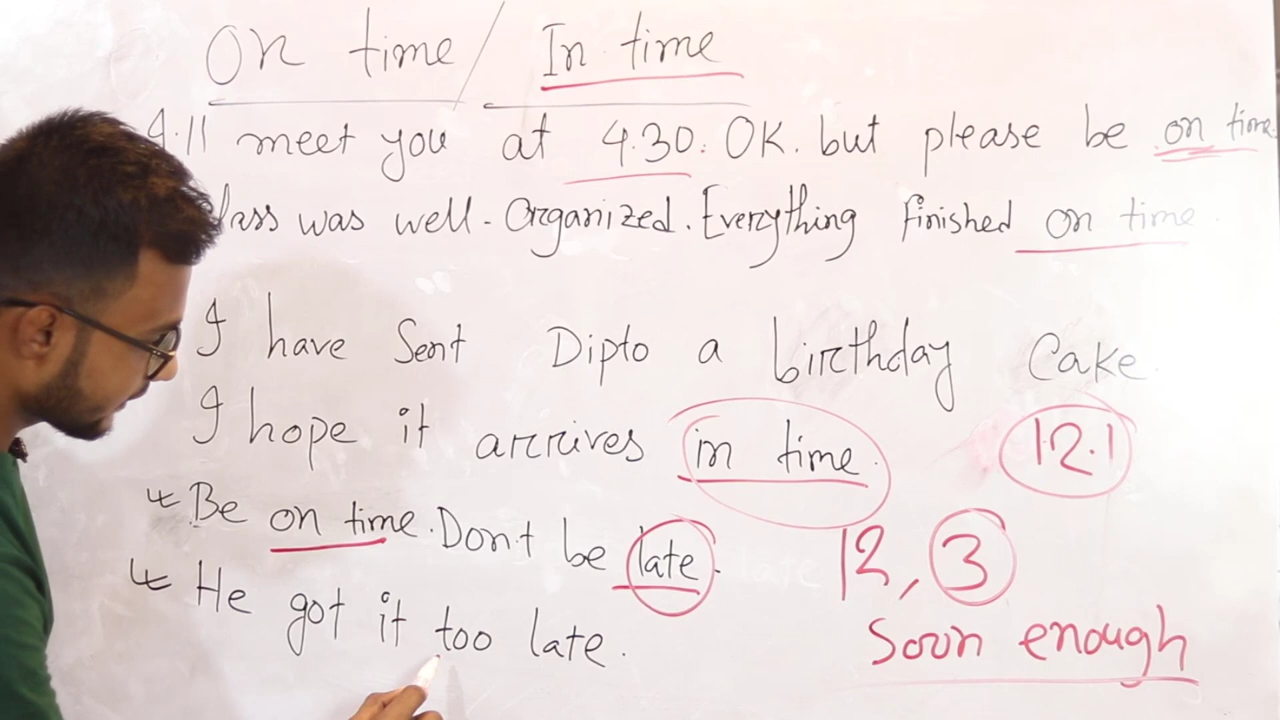 On time / In time
I'll meet you at 4.30. OK. but please be on time.
lass was well-Organized. Everything finished on time.
I have Sent Dipto a birthday Cake.
I hope it arrives in time. 12.1
Be on time. Don't be late. 12, 3
He got it too late. Soon enough